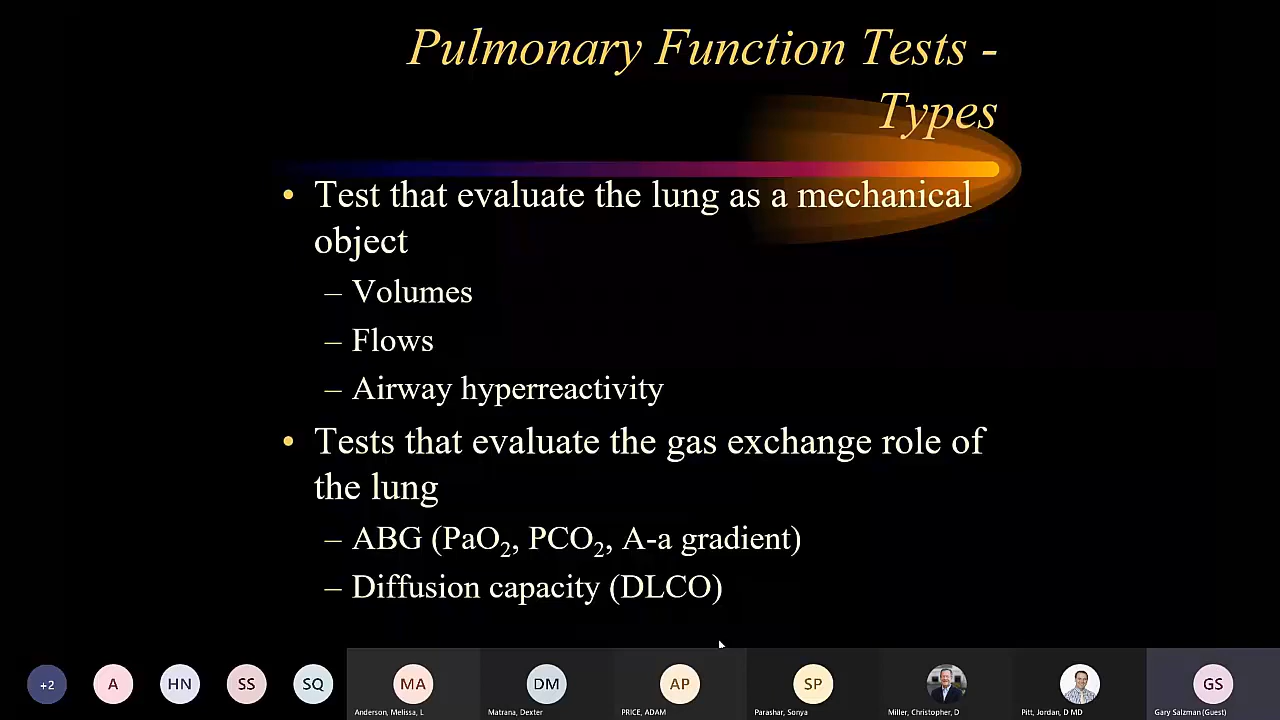 Pulmonary Function Tests -
Types
• Test that evaluate the lung as a mechanical
object
– Volumes
– Flows
– Airway hyperreactivity
• Tests that evaluate the gas exchange role of
the lung
– ABG (PaO₂, PCO₂, A-a gradient)
– Diffusion capacity (DLCO)
+2 A HN SS SQ MA DM AP SP GS
Anderson, Melissa, L Matrana, Dexter PRICE, ADAM Parashar, Sonya Miller, Christopher, D Pitt, Jordan, D MD Gary Salzman (Guest)